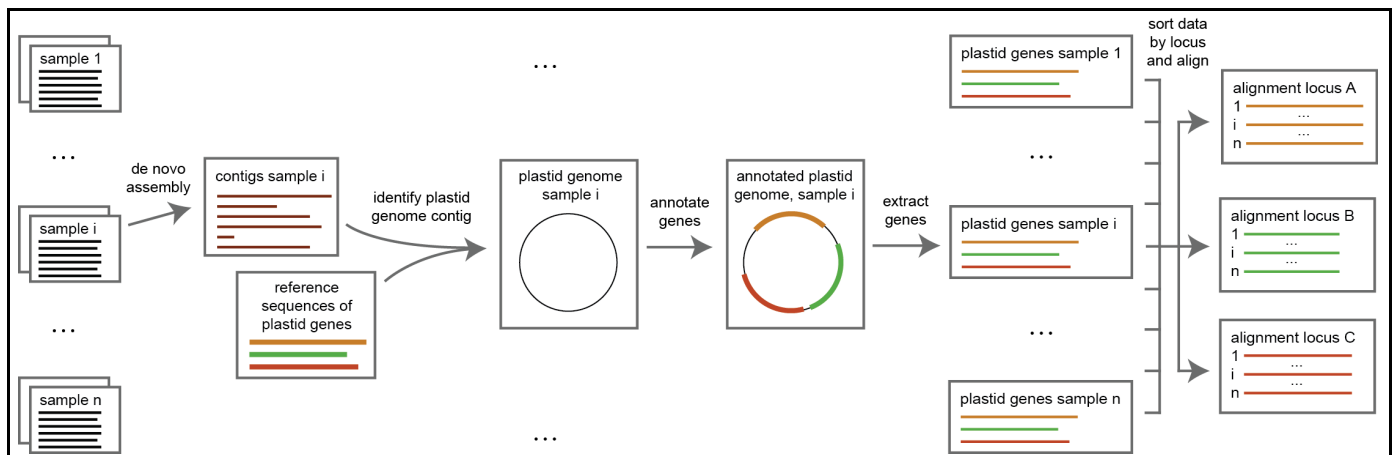 sample 1
...
sample i
...
sample n
de novo
assembly
contigs sample i
identify plastid
genome contig
reference
sequences of
plastid genes
...
plastid genome
sample i
...
annotate
genes
annotated plastid
genome, sample i
extract
genes
plastid genes sample 1
...
plastid genes sample i
...
plastid genes sample n
sort data
by locus
and align
alignment locus A
1
...
i
...
n
alignment locus B
1
...
i
...
n
alignment locus C
1
...
i
...
n